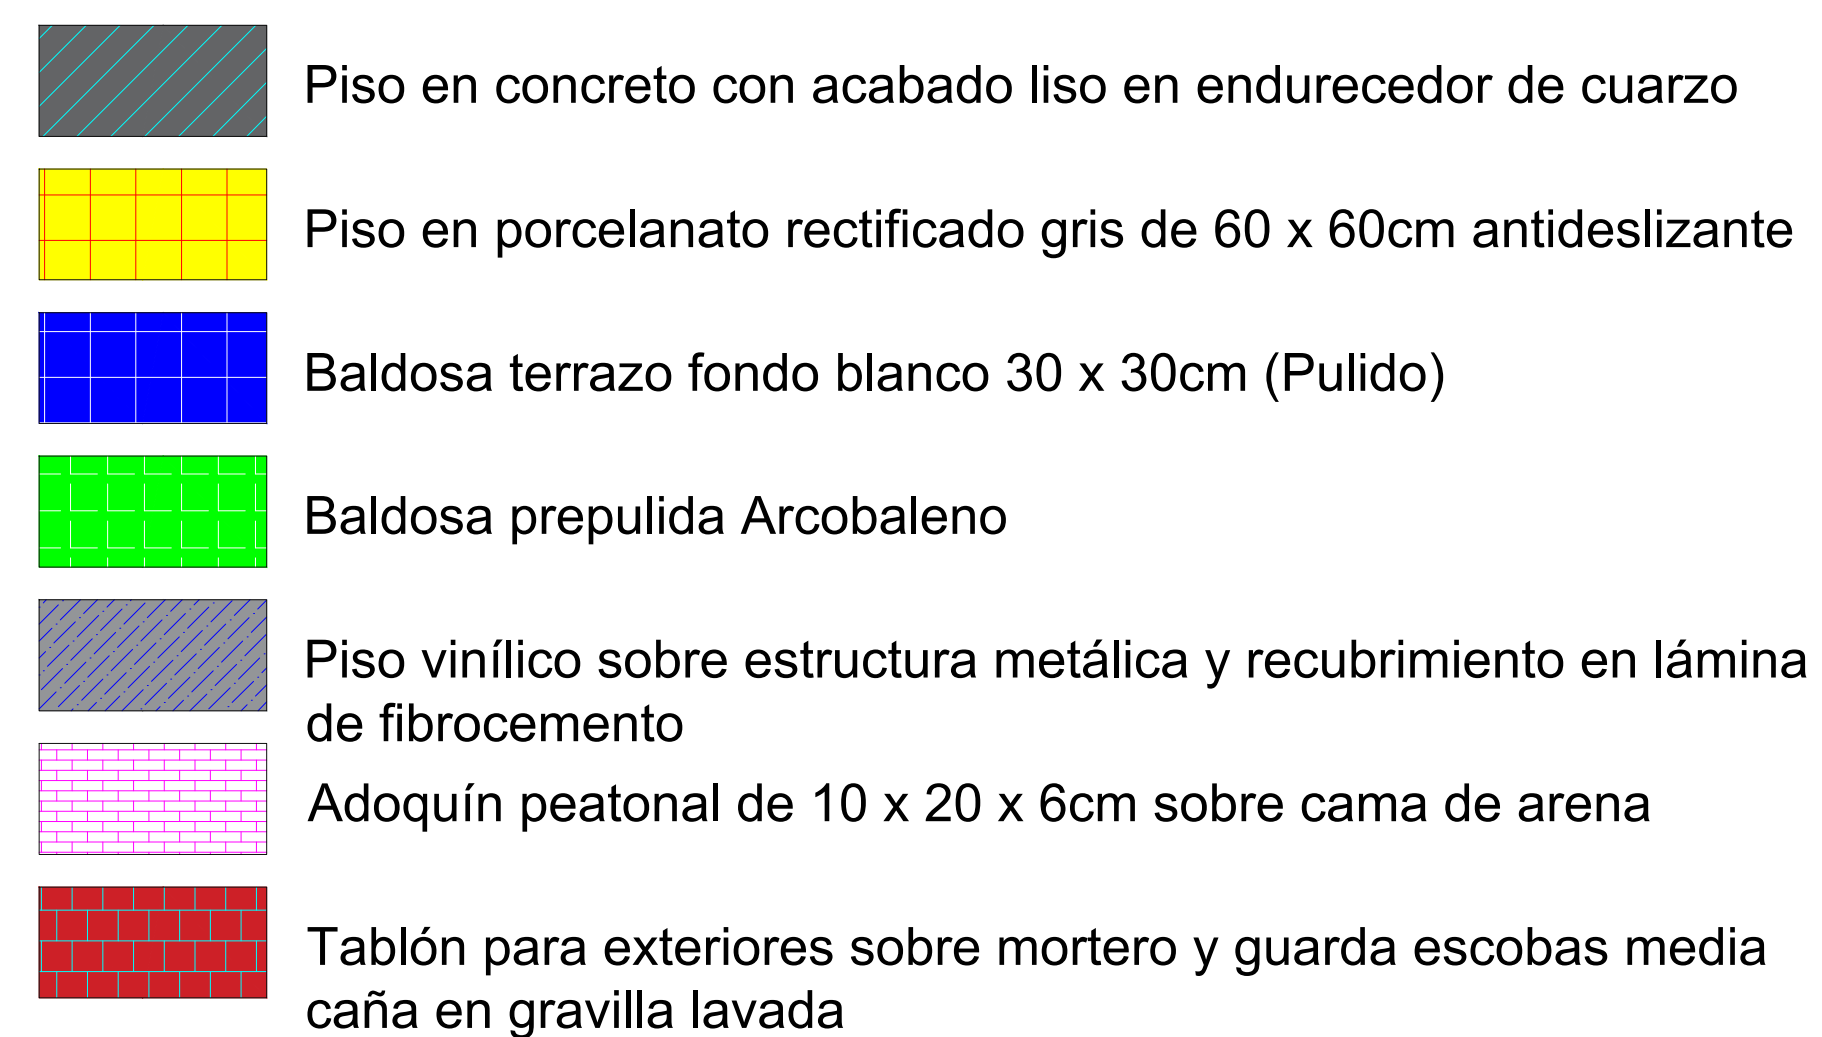 Piso en concreto con acabado liso en endurecedor de cuarzo
Piso en porcelanato rectificado gris de 60 x 60cm antideslizante
Baldosa terrazo fondo blanco 30 x 30cm (Pulido)
Baldosa prepulida Arcobaleno
Piso vinílico sobre estructura metálica y recubrimiento en lámina
de fibrocemento
Adoquín peatonal de 10 x 20 x 6cm sobre cama de arena
Tablón para exteriores sobre mortero y guarda escobas media
caña en gravilla lavada